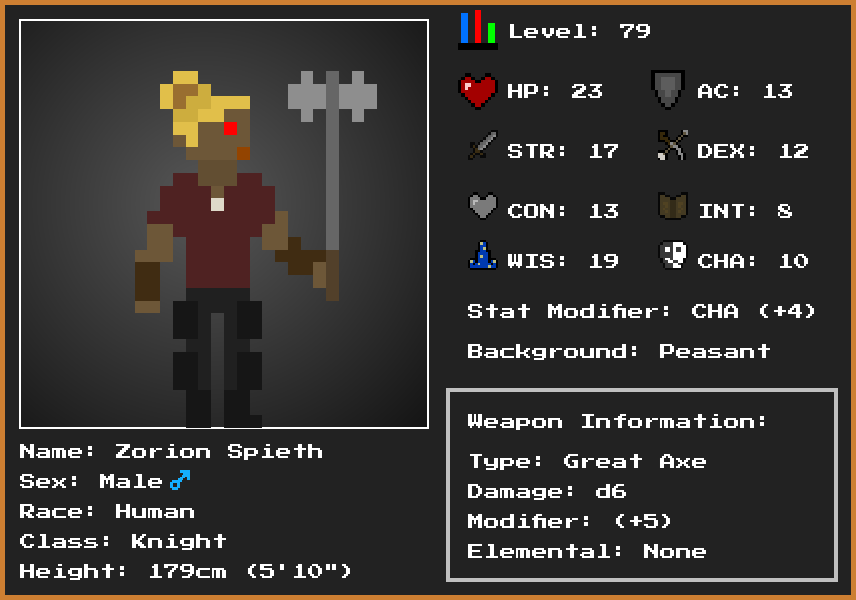 Level: 79
HP: 23 AC: 13
STR: 17 DEX: 12
CON: 13 INT: 8
WIS: 19 CHA: 10
Stat Modifier: CHA (+4)
Background: Peasant
Weapon Information:
Type: Great Axe
Damage: d6
Modifier: (+5)
Elemental: None
Name: Zorion Spieth
Sex: Male♂
Race: Human
Class: Knight
Height: 179cm (5'10")